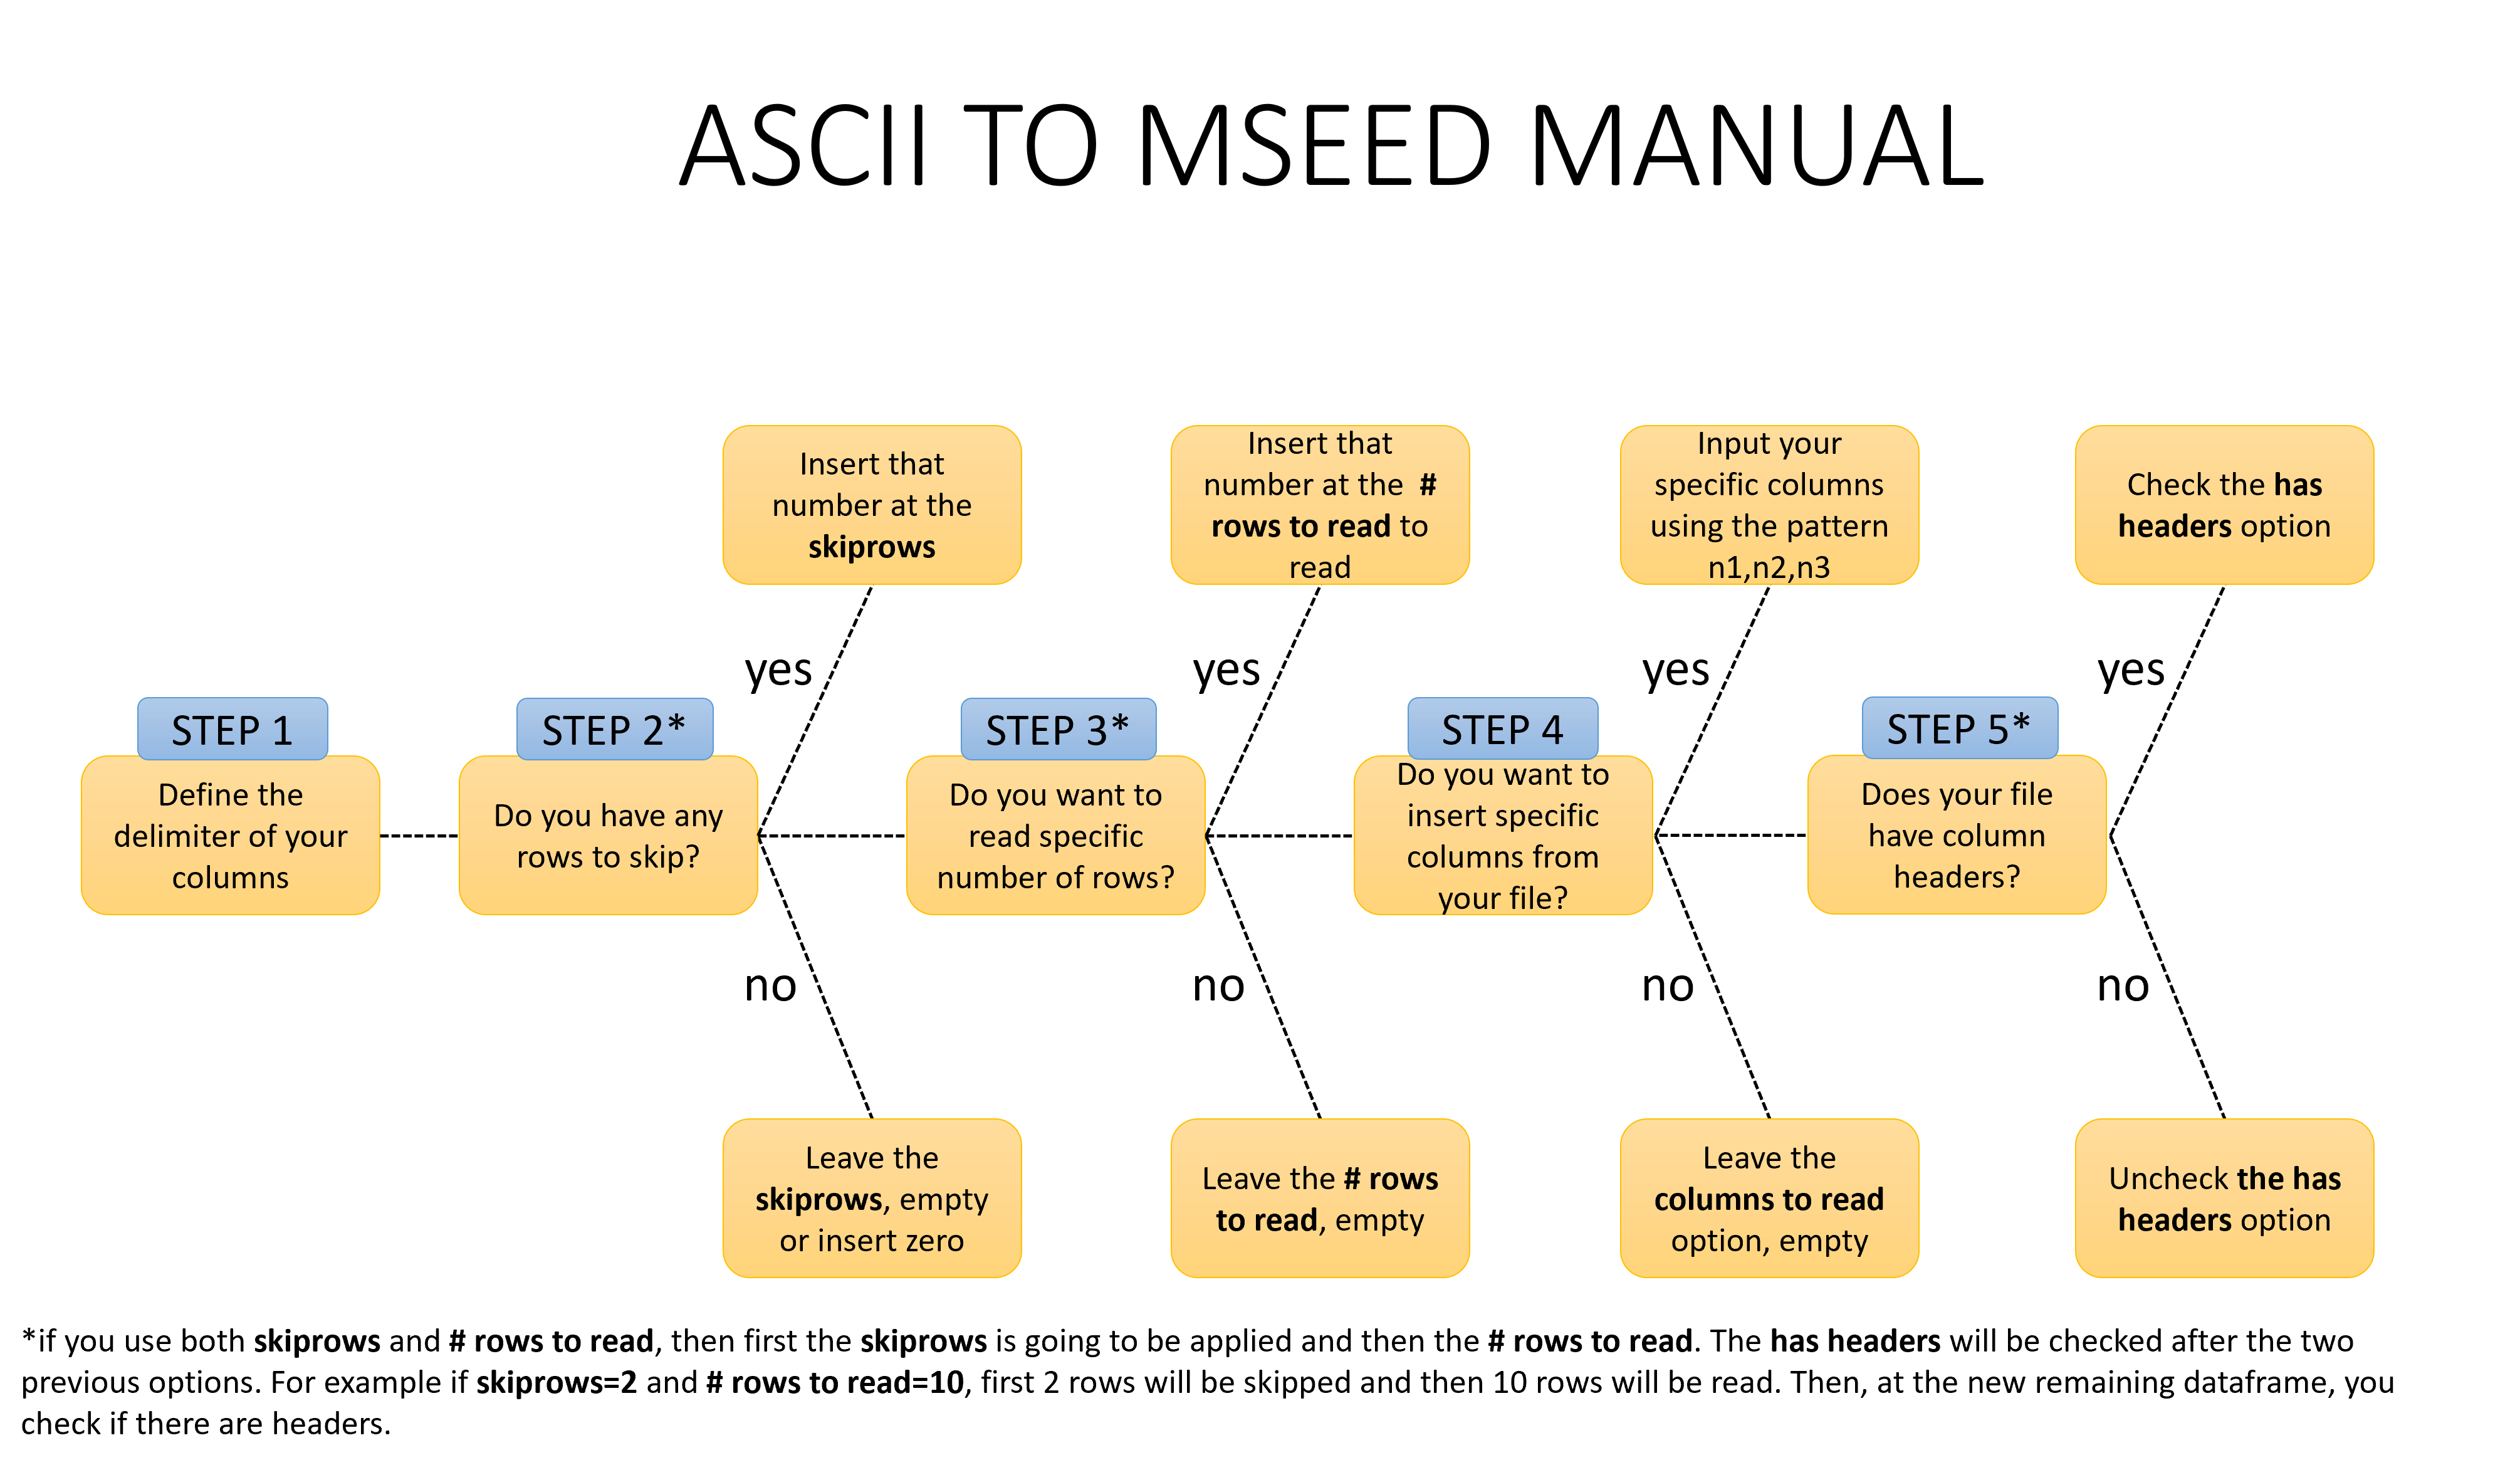 ASCII TO MSEED MANUAL
Insert that
number at the
skiprows
Insert that
number at the  #
rows to read to
read
Input your
specific columns
using the pattern
n1,n2,n3
Check the has
headers option
yes
yes
yes
yes
STEP 1
Define the
delimiter of your
columns
STEP 2*
Do you have any
rows to skip?
STEP 3*
Do you want to
read specific
number of rows?
STEP 4
Do you want to
insert specific
columns from
your file?
STEP 5*
Does your file
have column
headers?
no
no
no
no
Leave the
skiprows, empty
or insert zero
Leave the # rows
to read, empty
Leave the
columns to read
option, empty
Uncheck the has
headers option
*if you use both skiprows and # rows to read, then first the skiprows is going to be applied and then the # rows to read. The has headers will be checked after the two
previous options. For example if skiprows=2 and # rows to read=10, first 2 rows will be skipped and then 10 rows will be read. Then, at the new remaining dataframe, you
check if there are headers.